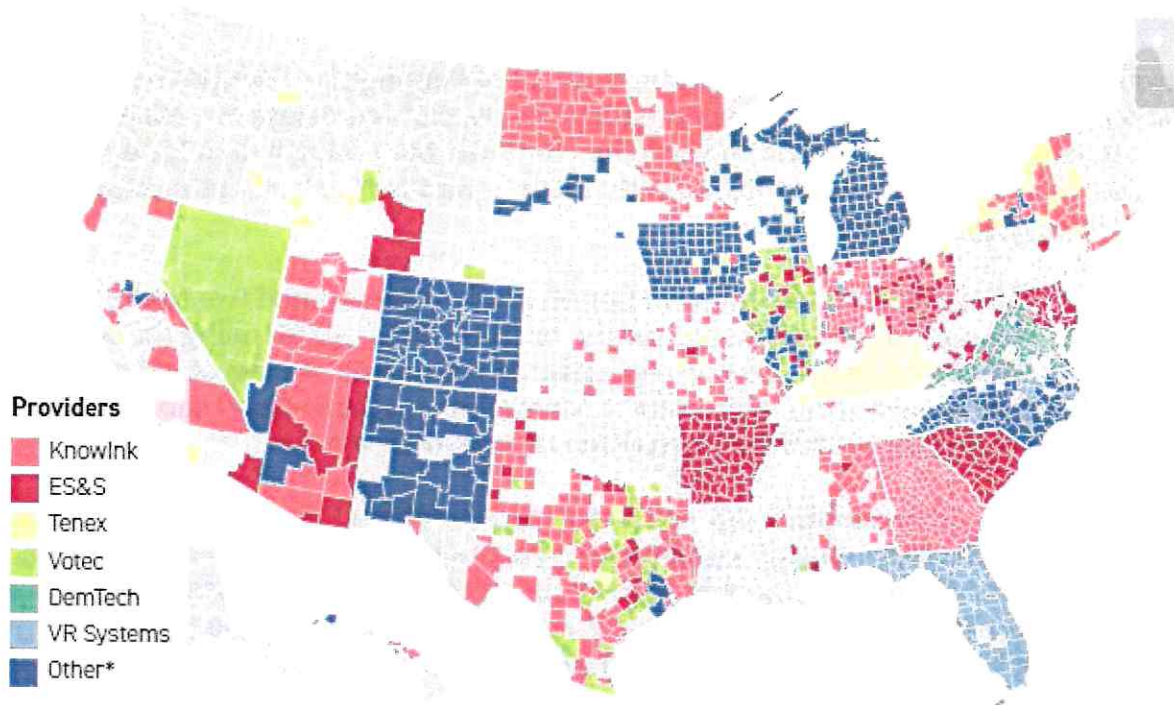 Providers
KnowInk
ES&S
Tenex
Votec
DemTech
VR Systems
Other*